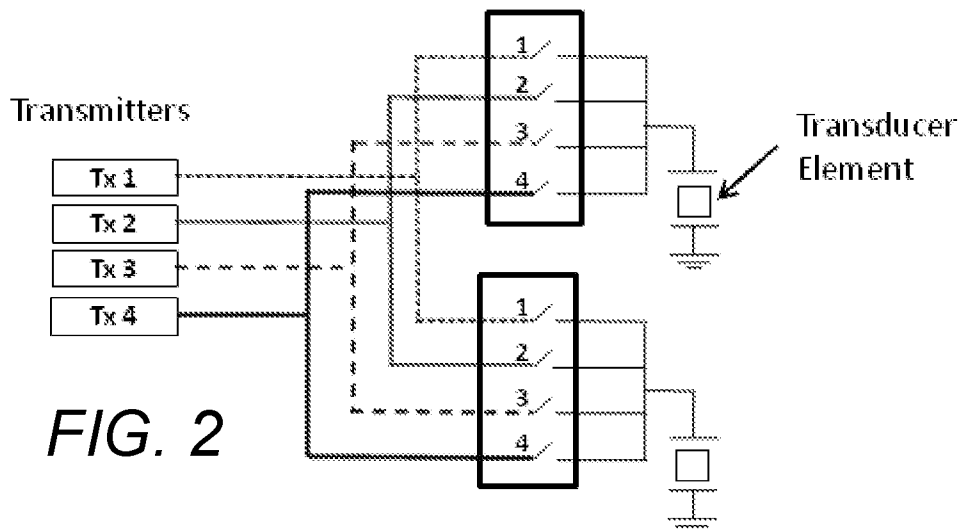 Transmitters
Tx 1
Tx 2
Tx 3
Tx 4
1
2
3
4
Transducer
Element
1
2
3
4
FIG. 2